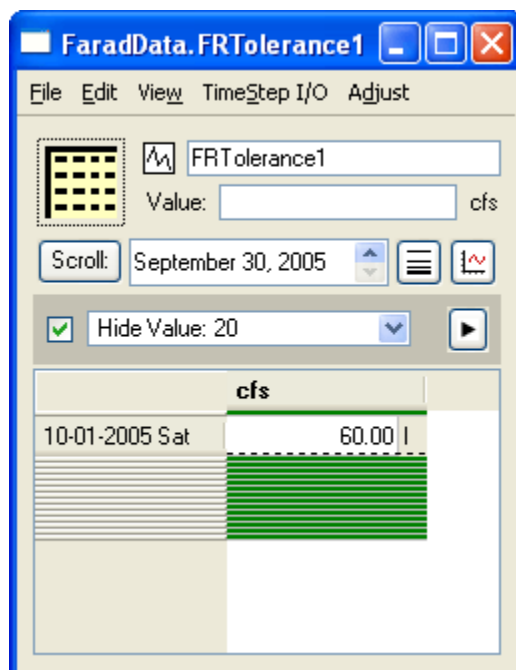 FaradData.FRTolerance1
File Edit View TimeStep I/O Adjust
FRTolerance1
Value: cfs
Scroll: September 30, 2005
Hide Value: 20
cfs
10-01-2005 Sat 60.00 I